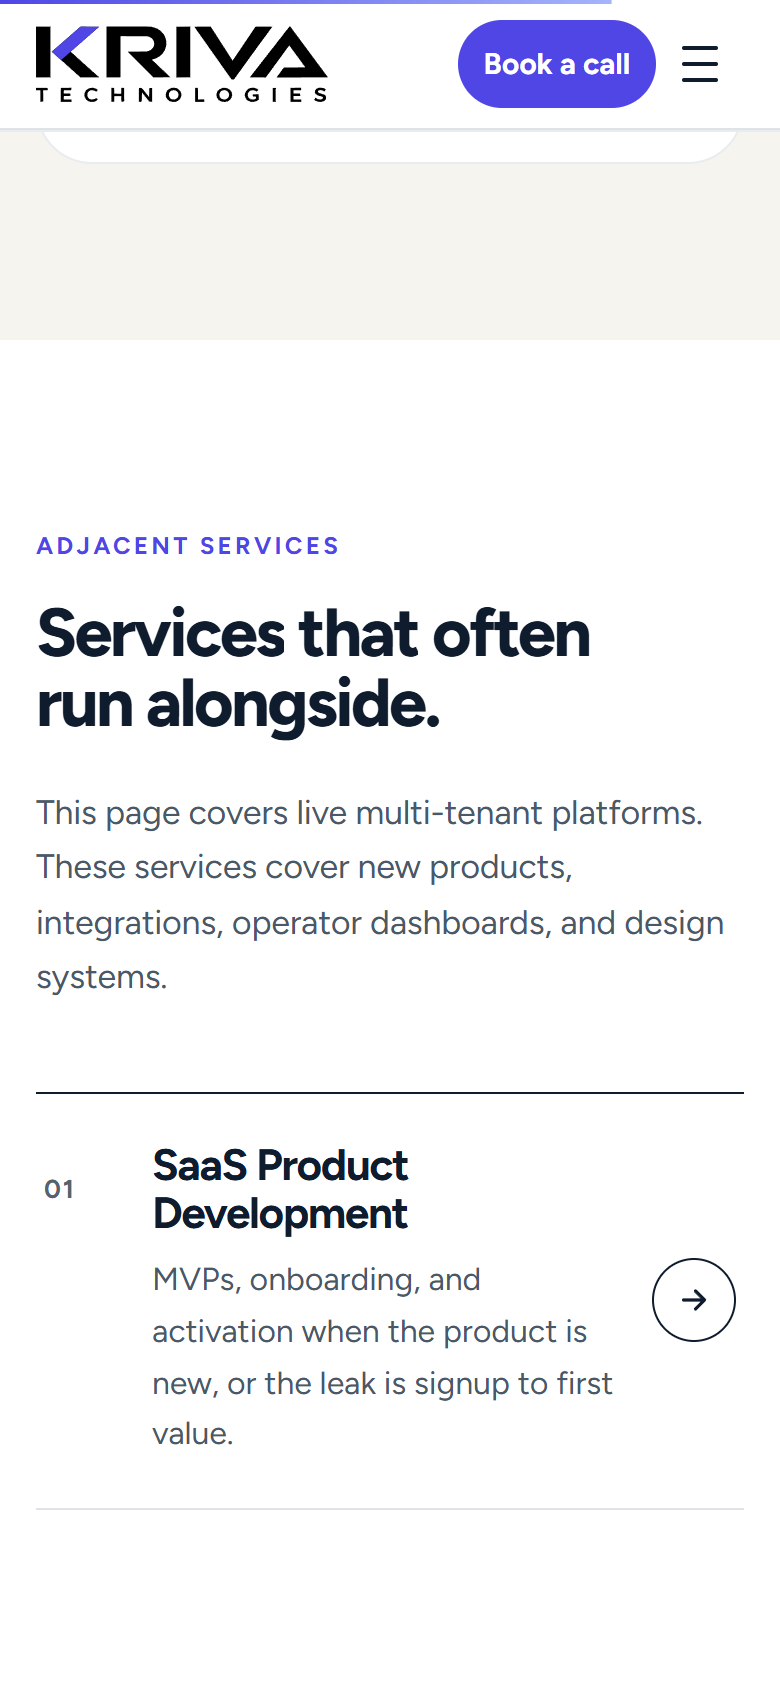 KRIVA
TECHNOLOGIES
Book a call
ADJACENT SERVICES
Services that often
run alongside.
This page covers live multi-tenant platforms.
These services cover new products,
integrations, operator dashboards, and design
systems.
01
SaaS Product
Development
MVPs, onboarding, and
activation when the product is
new, or the leak is signup to first
value.